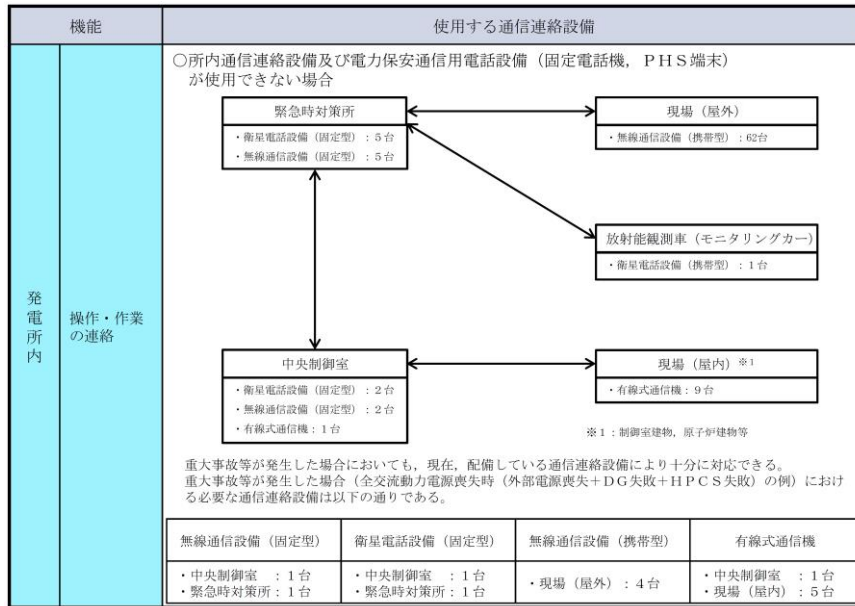 機能
使用する通信連絡設備
○所内通信連絡設備及び電力保安通信用電話設備（固定電話機，ＰＨＳ端末）
が使用できない場合
緊急時対策所
・衛星電話設備（固定型）：５台
・無線通信設備（固定型）：５台
現場（屋外）
・無線通信設備（携帯型）：62台
放射能観測車（モニタリングカー）
・衛星電話設備（携帯型）：１台
発電所内
操作・作業
の連絡
中央制御室
・衛星電話設備（固定型）：２台
・無線通信設備（固定型）：２台
・有線式通信機：１台
現場（屋内）※１
・有線式通信機：９台
※１：制御室建物，原子炉建物等
重大事故等が発生した場合においても，現在，配備している通信連絡設備により十分に対応できる。
重大事故等が発生した場合（全交流動力電源喪失時（外部電源喪失＋ＤＧ失敗＋ＨＰＣＳ失敗）の例）におけ
る必要な通信連絡設備は以下の通りである。
無線通信設備（固定型）
衛星電話設備（固定型）
無線通信設備（携帯型）
有線式通信機
・中央制御室　：１台
・緊急時対策所：１台
・中央制御室　：１台
・緊急時対策所：１台
・現場（屋外）：４台
・中央制御室　：１台
・現場（屋内）：５台